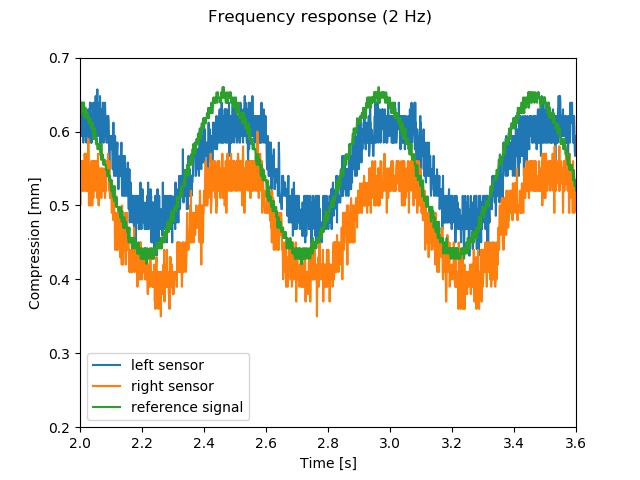 Frequency response (2 Hz)
0.7
0.6
0.5
0.4
0.3
0.2
Compression [mm]
left sensor
right sensor
reference signal
2.0 2.2 2.4 2.6 2.8 3.0 3.2 3.4 3.6
Time [s]